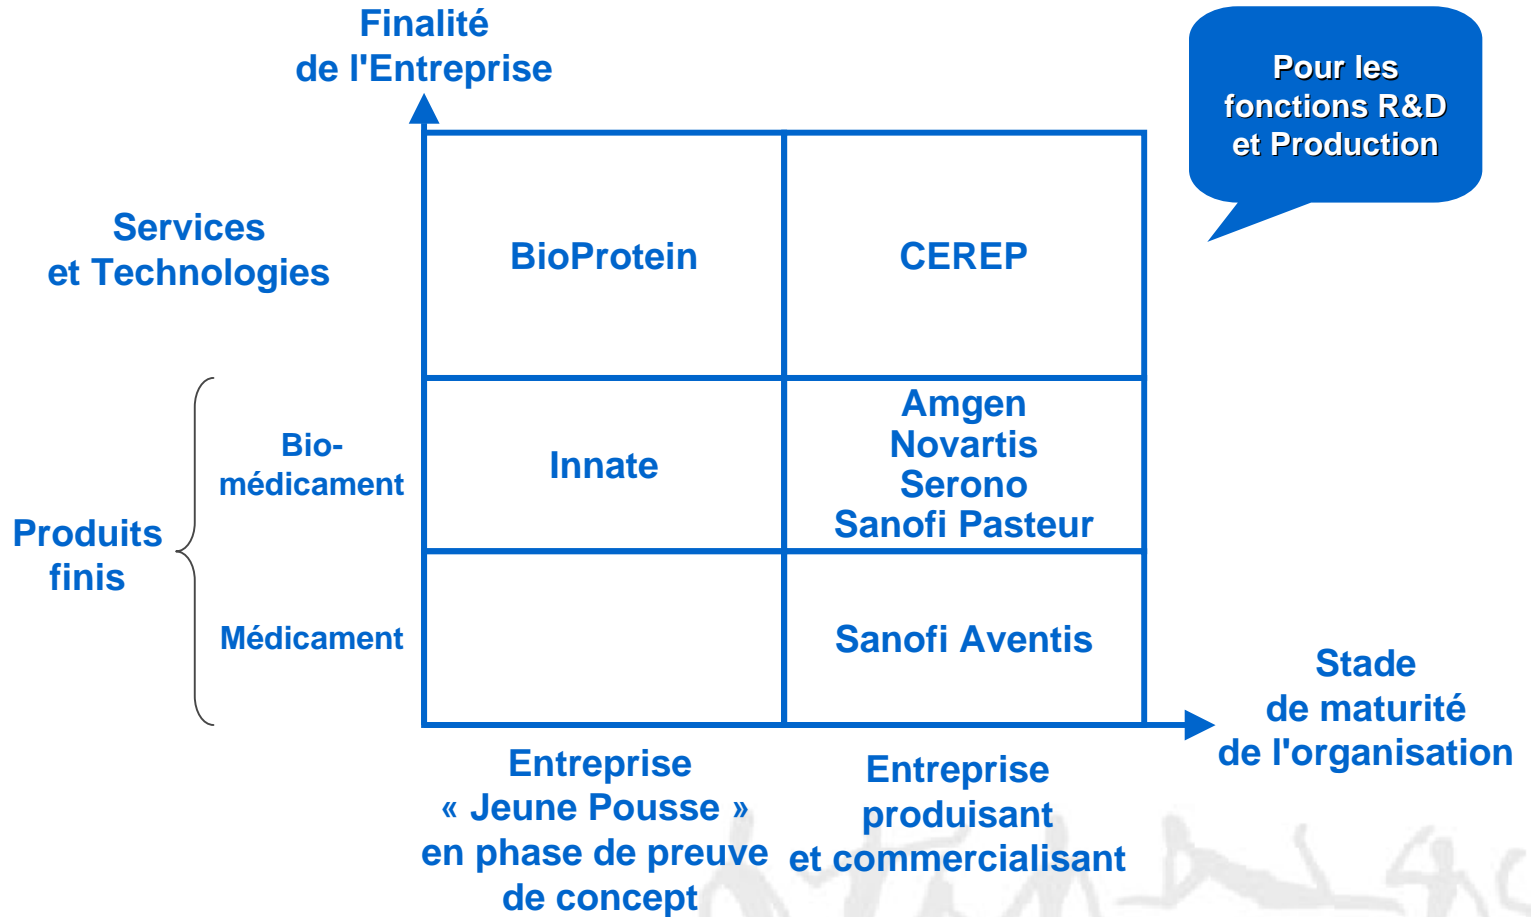 Finalité
de l'Entreprise
Pour les
fonctions R&D
et Production
Services
et Technologies
BioProtein
CEREP
Produits
finis
Bio-
médicament
Innate
Amgen
Novartis
Serono
Sanofi Pasteur
Médicament
Sanofi Aventis
Stade
de maturité
de l'organisation
Entreprise
« Jeune Pousse »
en phase de preuve
de concept
Entreprise
produisant
et commercialisant